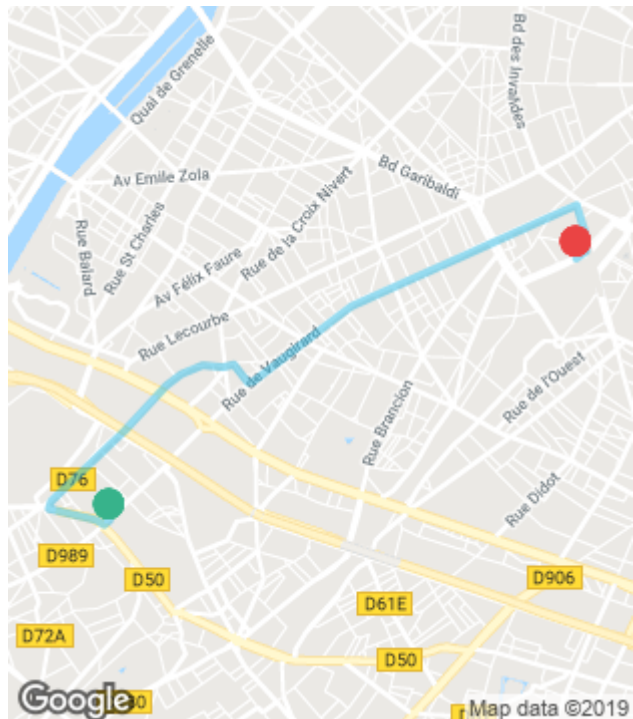 Quai de Grenelle
Bd des Invalides
Av Emile Zola
Bd Garibaldi
Rue de la Croix Nivert
Rue St Charles
Rue Balard
Av Félix Faure
Rue Lecourbe
Rue de Vaugirard
Rue de l'Ouest
Rue Brancion
D76
Rue Didot
D989
D50
D906
D61E
D72A
D50
Google
Map data ©2019